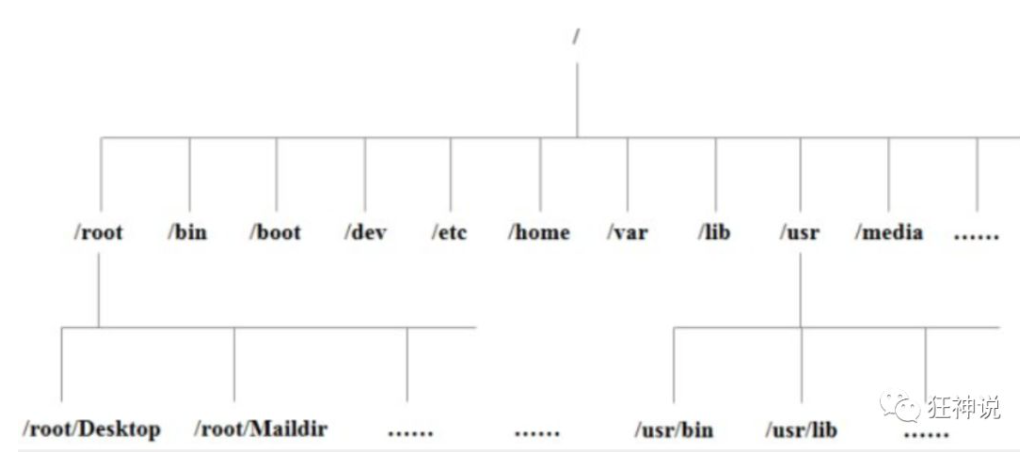 /
/root /bin /boot /dev /etc /home /var /lib /usr /media ……
狂神说
/root/Desktop /root/Maildir …… …… /usr/bin /usr/lib ……